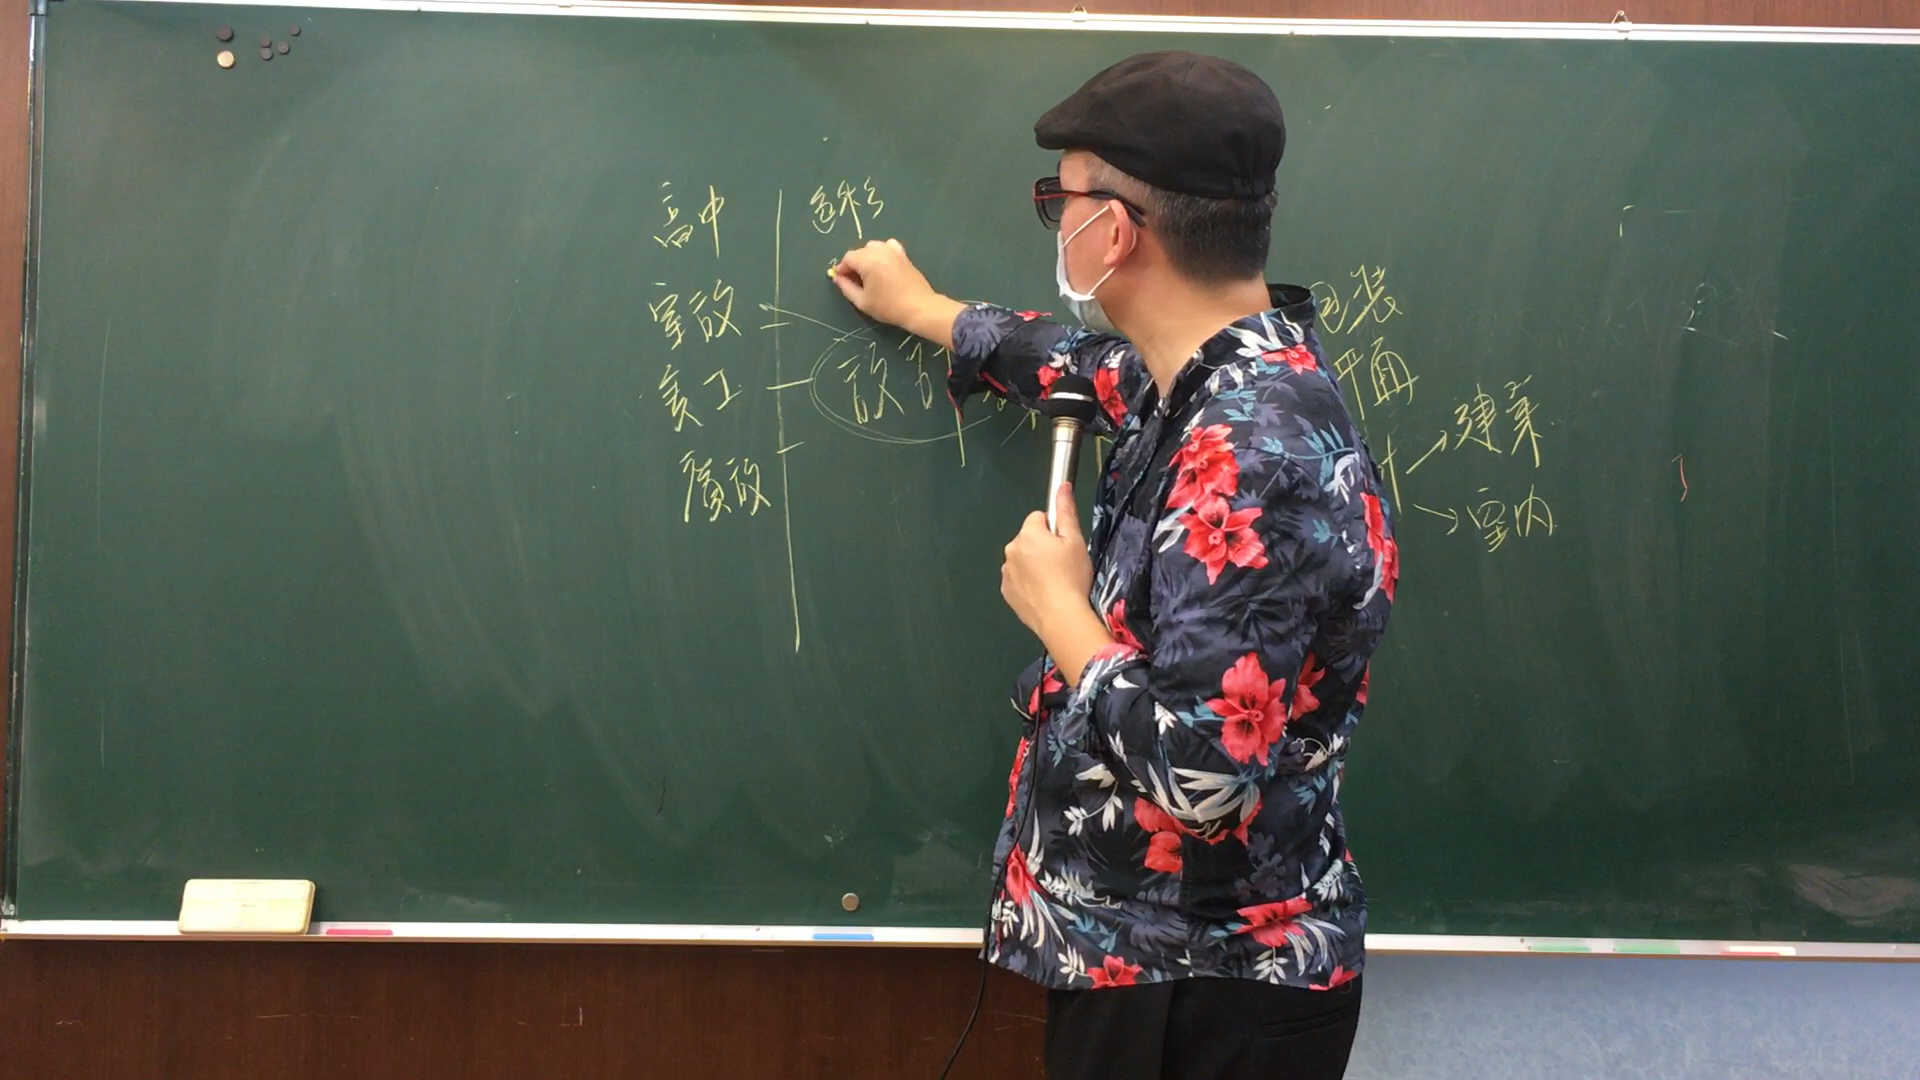 高中
室設
美工
廣設
色彩
設計
包裝
平面
建築
室內